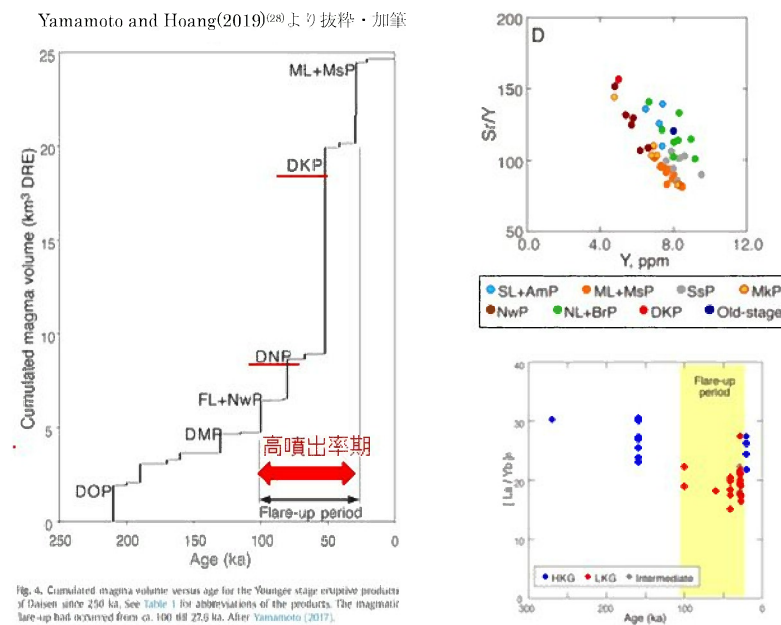 Yamamoto and Hoang(2019)⁽²⁸⁾より抜粋・加筆
Cumulated magma volume (km³ DRE)
25
20
15
10
5
0
ML+MsP
DKP
DNP
FL+NwP
DMP
DOP
高噴出率期
Flare-up period
250
200
150
100
50
0
Age (ka)
Fig. 4. Cumulated magma volume versus age for the Younger stage eruptive products
of Daisen since 250 ka. See Table 1 for abbreviations of the products. The magmatic
flare-up had occurred from ca. 100 till 27.6 ka. After Yamamoto (2017).
D
Sr/Y
200
150
100
50
0.0
4.0
8.0
12.0
Y, ppm
SL+AmP
ML+MsP
SsP
MkP
NwP
NL+BrP
DKP
Old-stage
[La / Yb]
40
30
20
10
0
Flare-up
period
HKG
LKG
Intermediate
300
200
100
0
Age (ka)